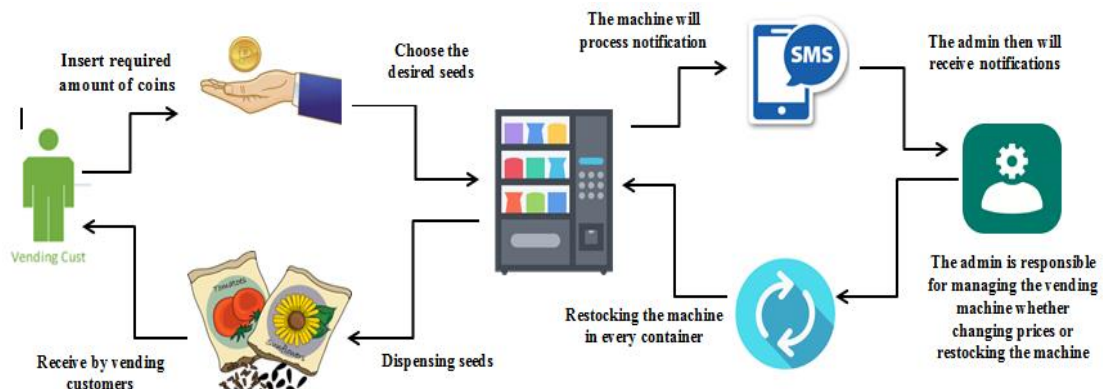 Insert required
amount of coins
Choose the
desired seeds
The machine will
process notification
SMS
The admin then will
receive notifications
Vending Cust
Tomatoes
Sunflowers
Receive by vending
customers
Dispensing seeds
Restocking the machine
in every container
The admin is responsible
for managing the vending
machine whether
changing prices or
restocking the machine